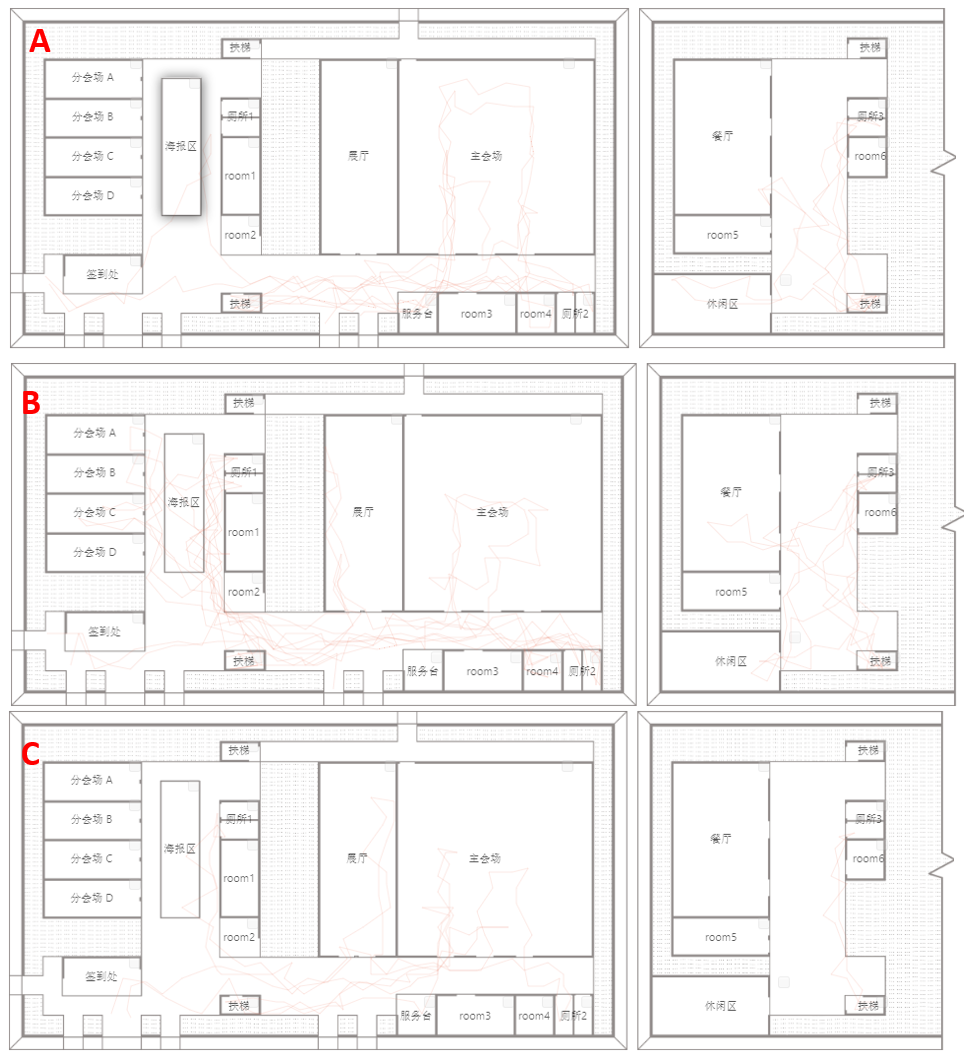 A
扶梯
扶梯
分会场 A
分会场 B
厕所1
厕所3
分会场 C
海报区
展厅
主会场
餐厅
room6
room1
分会场 D
room2
room5
签到处
扶梯
服务台
room3
room4
厕所2
休闲区
扶梯
B
扶梯
扶梯
分会场 A
分会场 B
厕所1
厕所3
海报区
餐厅
分会场 C
展厅
主会场
room6
room1
分会场 D
room2
room5
签到处
扶梯
服务台
room3
room4
厕所2
休闲区
扶梯
C
扶梯
扶梯
分会场 A
分会场 B
厕所1
厕所3
海报区
餐厅
分会场 C
展厅
主会场
room6
room1
分会场 D
room2
room5
签到处
扶梯
服务台
room3
room4
厕所2
休闲区
扶梯